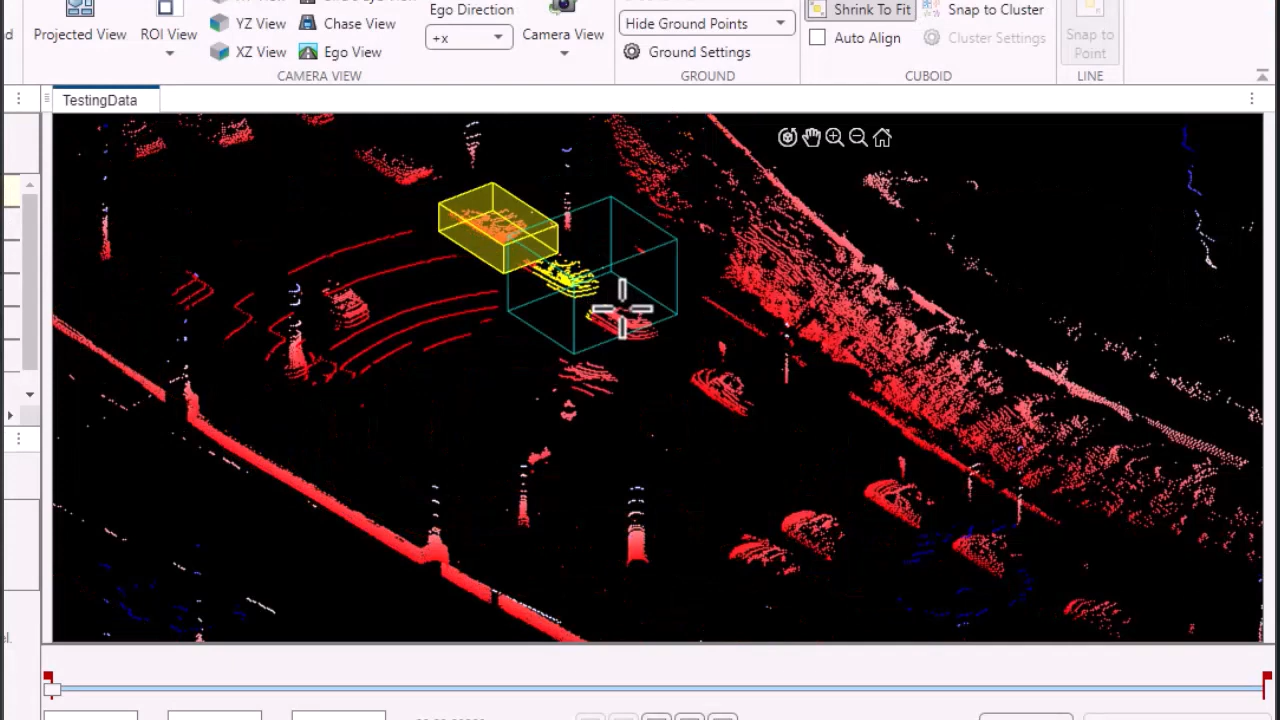 Ego Direction
Hide Ground Points
Shrink To Fit
Snap to Cluster
Projected View
ROI View
YZ View
Chase View
+x
Camera View
Auto Align
Cluster Settings
Snap to
Point
XZ View
Ego View
Ground Settings
CAMERA VIEW
GROUND
CUBOID
LINE
TestingData